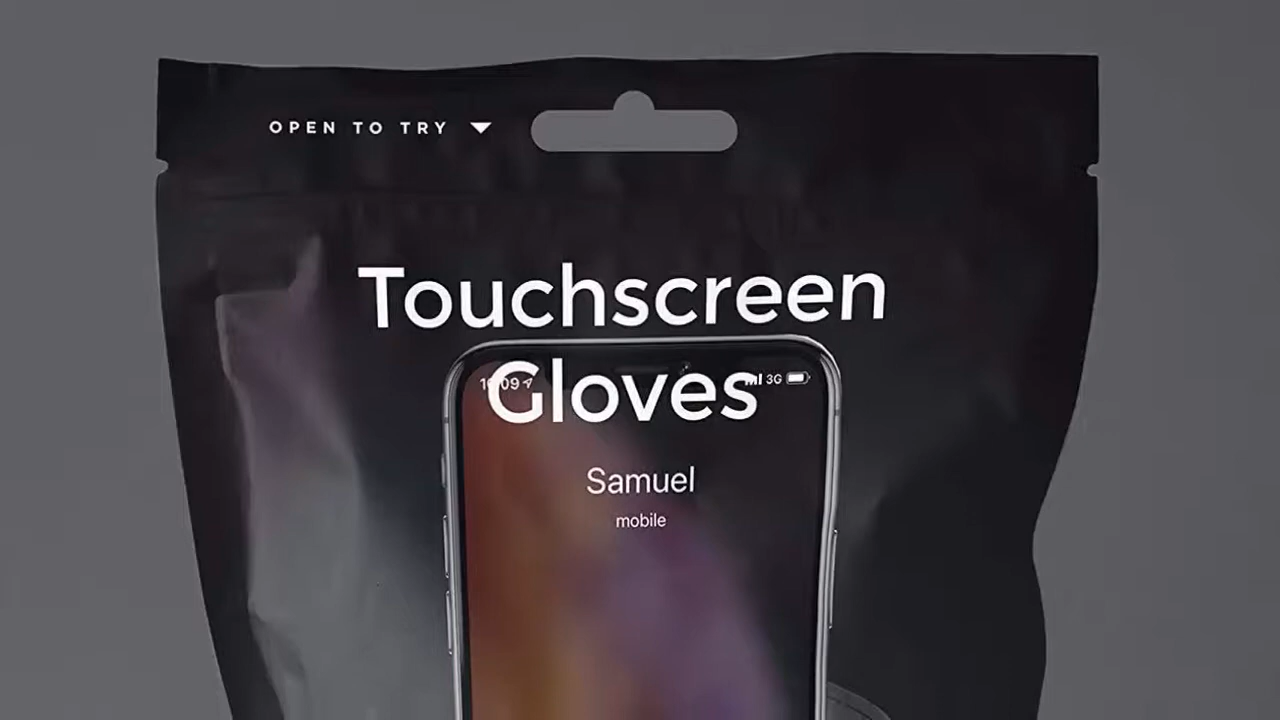 OPEN TO TRY
Touchscreen
Gloves
3G
Samuel
mobile